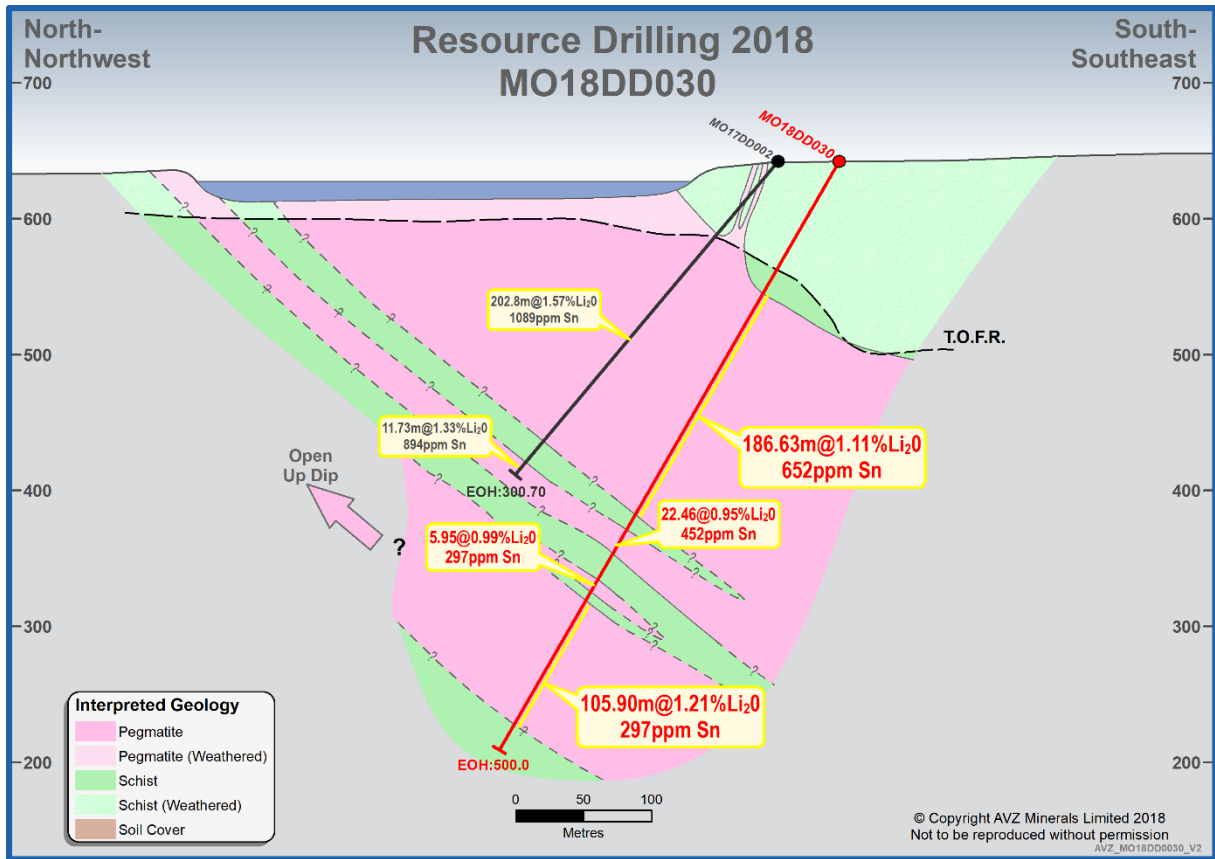 North-
Northwest
Resource Drilling 2018
MO18DD030
South-
Southeast
700
700
MO17DD002
MO18DD030
600
600
202.8m@1.57%Li₂0
1089ppm Sn
T.O.F.R.
500
500
11.73m@1.33%Li₂0
894ppm Sn
186.63m@1.11%Li₂0
652ppm Sn
Open
Up Dip
400
400
EOH:300.70
22.46@0.95%Li₂0
452ppm Sn
5.95@0.99%Li₂0
297ppm Sn
?
300
300
105.90m@1.21%Li₂0
297ppm Sn
Interpreted Geology
Pegmatite
Pegmatite (Weathered)
Schist
Schist (Weathered)
Soil Cover
200
200
EOH:500.0
0 50 100
Metres
© Copyright AVZ Minerals Limited 2018
Not to be reproduced without permission
AVZ_MO18DD0030_V2